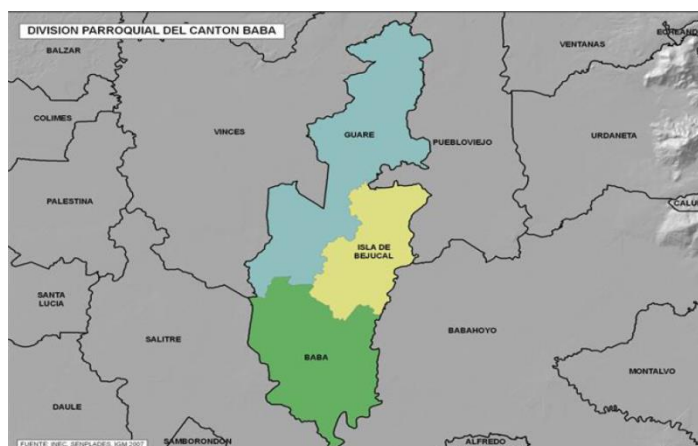 DIVISION PARROQUIAL DEL CANTON BABA
BALZAR
VENTANAS
COLIMES
VINCES
GUARE
PUEBLOVIEJO
URDANETA
PALESTINA
CALU
ISLA DE
BEJUCAL
SANTA
LUCIA
SALITRE
BABAHOYO
BABA
MONTALVO
DAULE
SAMBORONDON
ALFREDO
FUENTE: INEC, SENPLADES, IGM 2007